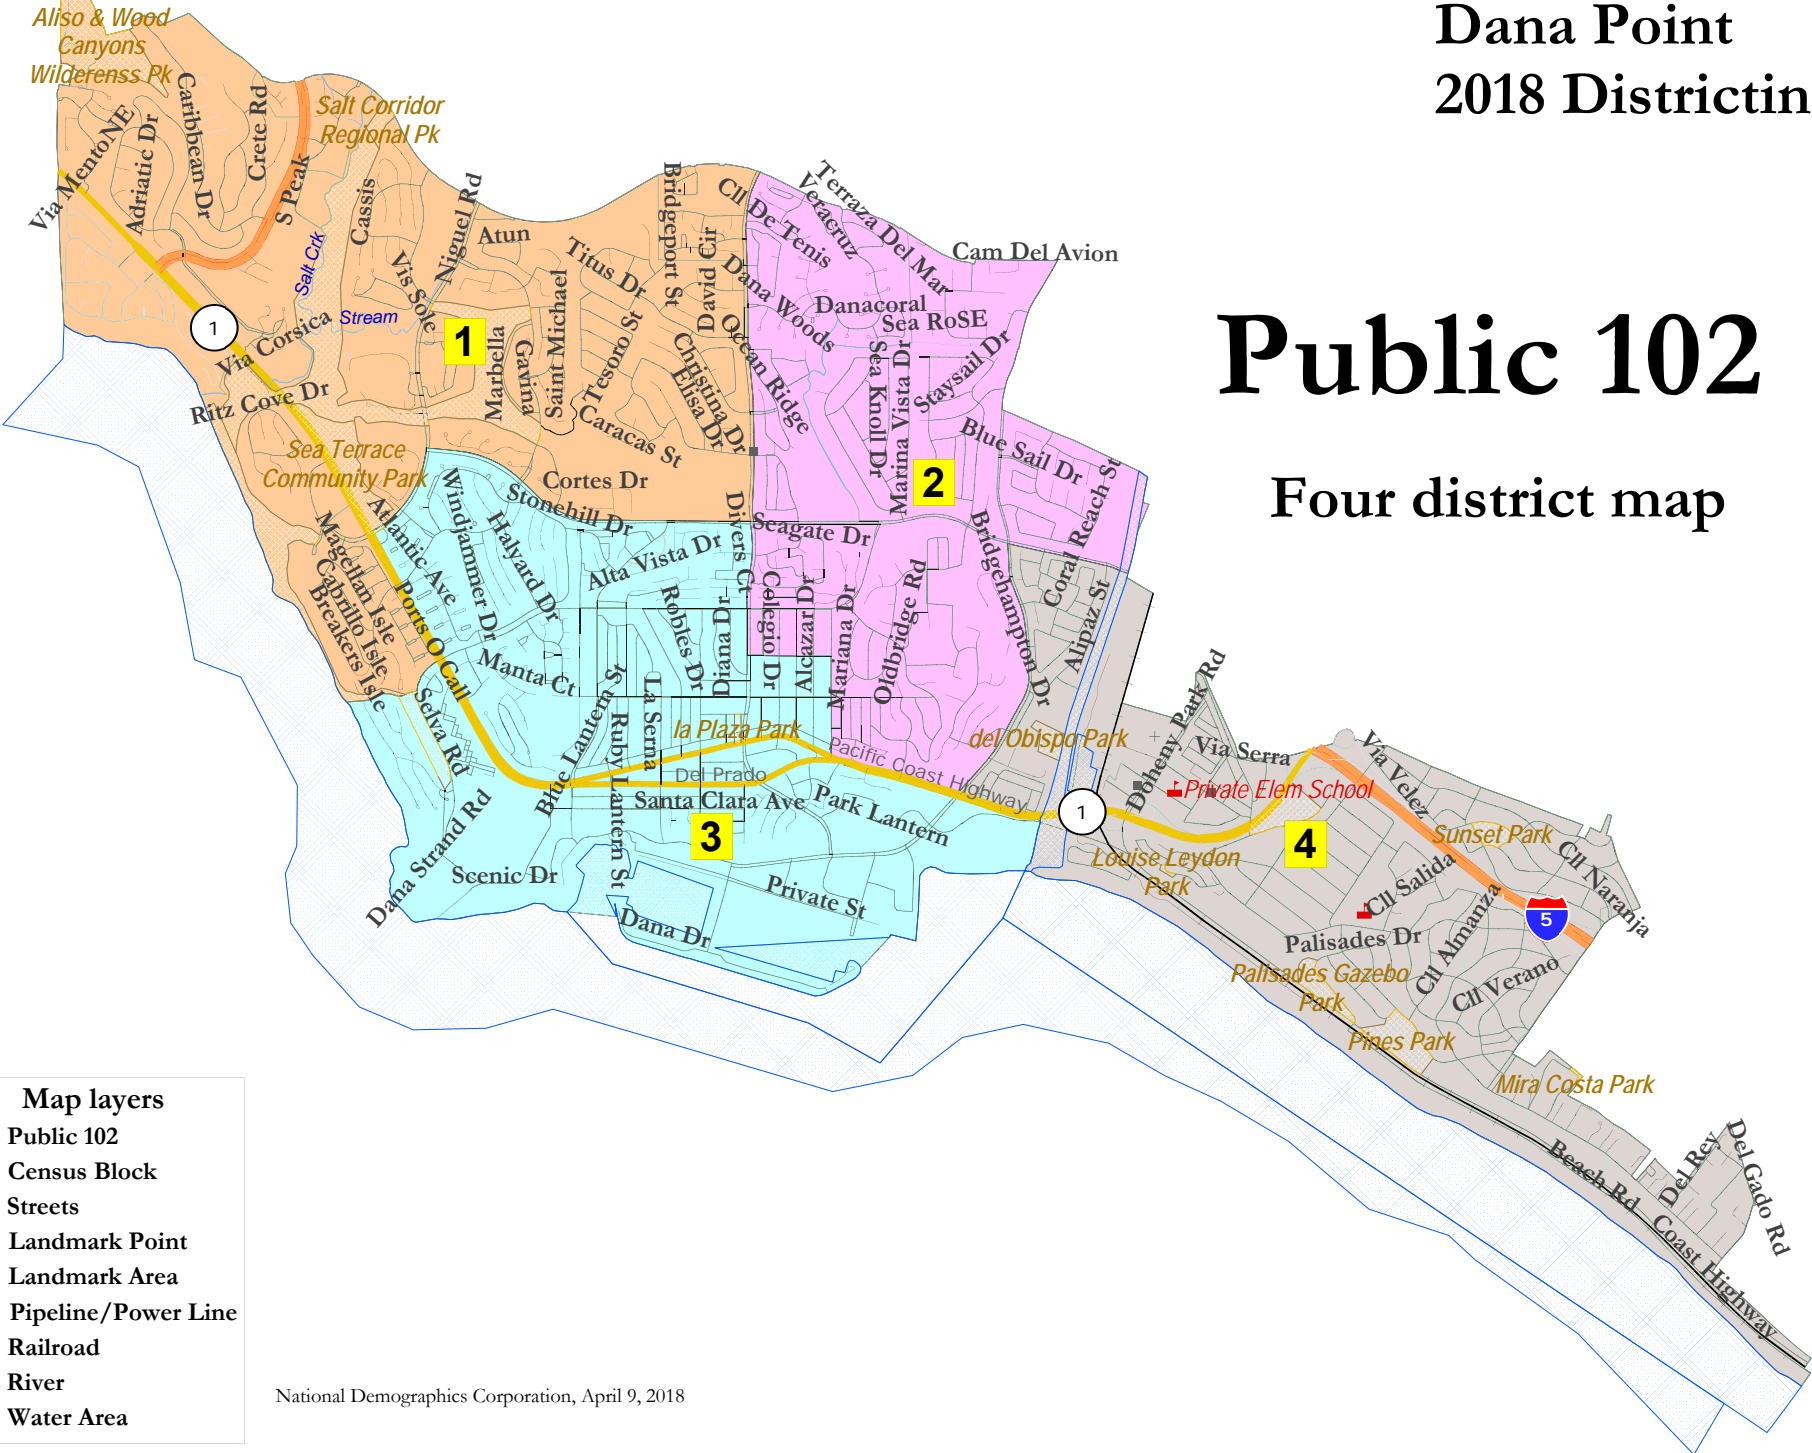 Dana Point
2018 Districtin
Public 102
Four district map
Aliso & Wood
Canyons
Wilderenss Pk
Salt Corridor
Regional Pk
Via MentoNE
Adriatic Dr
Caribbean Dr
Crete Rd
S Peak
Salt Crk
Cassis
Vis Sole
Niguel Rd
Atun
Stream
1
Via Corsica
Ritz Cove Dr
1
Marbella
Gavina
Saint Michael
Titus Dr
Tesoro St
Bridgeport St
David Cir
Christina Dr
Elisa Dr
Caracas St
Cortes Dr
Sea Terrace
Community Park
Cll De Tenis
Veracruz
Terraza Del Mar
Cam Del Avion
Dana Woods
Ocean Ridge
Danacoral
Sea RoSE
Staysail Dr
Sea Knoll Dr
Marina Vista Dr
2
Blue Sail Dr
Coral Reach St
Stonehill Dr
Divers Ct
Seagate Dr
Windjammer Dr
Halyard Dr
Atlantic Ave
Alta Vista Dr
Magellan Isle
Cabrillo Isle
Breakers Isle
Ports O Call
Manta Ct
Robles Dr
Diana Dr
Colegio Dr
Alcazar Dr
Mariana Dr
Oldbridge Rd
Bridgehampton Dr
Alipaz St
Selva Rd
Blue Lantern St
Ruby Lantern St
La Serna
la Plaza Park
Del Prado
Pacific Coast Highway
Santa Clara Ave
Park Lantern
3
Dana Strand Rd
Scenic Dr
Private St
Dana Dr
del Obispo Park
1
Doheny Park Rd
Via Serra
Private Elem School
Via Velez
Sunset Park
4
Louise Leydon
Park
Cll Salida
Cll Naranja
5
Cll Almanza
Palisades Dr
Cll Verano
Palisades Gazebo
Park
Pines Park
Mira Costa Park
Beach Rd
Del Rey
Del Gado Rd
Coast Highway
Map layers
Public 102
Census Block
Streets
Landmark Point
Landmark Area
Pipeline/Power Line
Railroad
River
Water Area
National Demographics Corporation, April 9, 2018